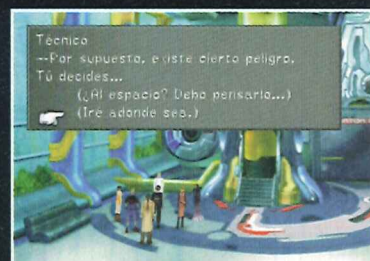 Técnico
--Por supuesto, existe cierto peligro.
Tú decides...
(¿Al espacio? Debo pensarlo...)
(Iré adonde sea.)